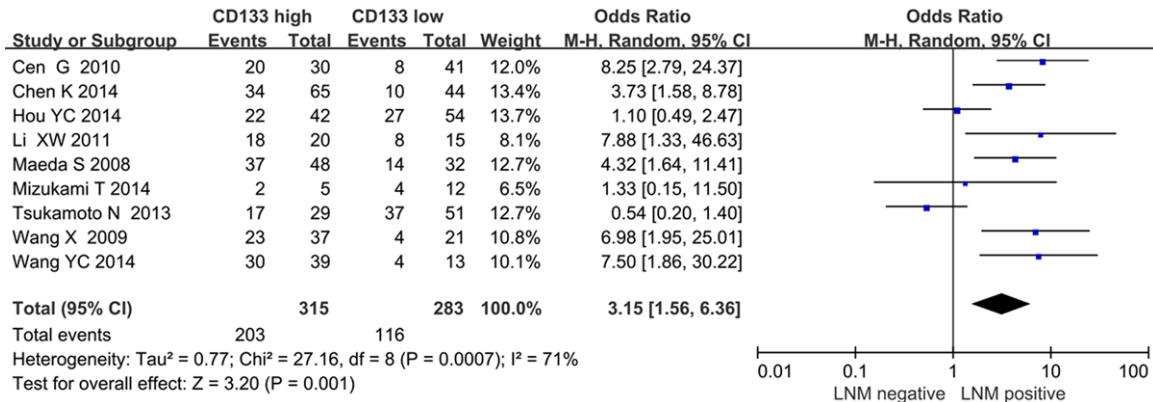 CD133 high CD133 low Odds Ratio Odds Ratio
Study or Subgroup Events Total Events Total Weight M-H, Random, 95% CI M-H, Random, 95% CI
Cen G 2010 20 30 8 41 12.0% 8.25 [2.79, 24.37]
Chen K 2014 34 65 10 44 13.4% 3.73 [1.58, 8.78]
Hou YC 2014 22 42 27 54 13.7% 1.10 [0.49, 2.47]
Li XW 2011 18 20 8 15 8.1% 7.88 [1.33, 46.63]
Maeda S 2008 37 48 14 32 12.7% 4.32 [1.64, 11.41]
Mizukami T 2014 2 5 4 12 6.5% 1.33 [0.15, 11.50]
Tsukamoto N 2013 17 29 37 51 12.7% 0.54 [0.20, 1.40]
Wang X 2009 23 37 4 21 10.8% 6.98 [1.95, 25.01]
Wang YC 2014 30 39 4 13 10.1% 7.50 [1.86, 30.22]
Total (95% CI) 315 283 100.0% 3.15 [1.56, 6.36]
Total events 203 116
Heterogeneity: Tau² = 0.77; Chi² = 27.16, df = 8 (P = 0.0007); I² = 71%
Test for overall effect: Z = 3.20 (P = 0.001)
0.01 0.1 1 10 100
LNM negative LNM positive